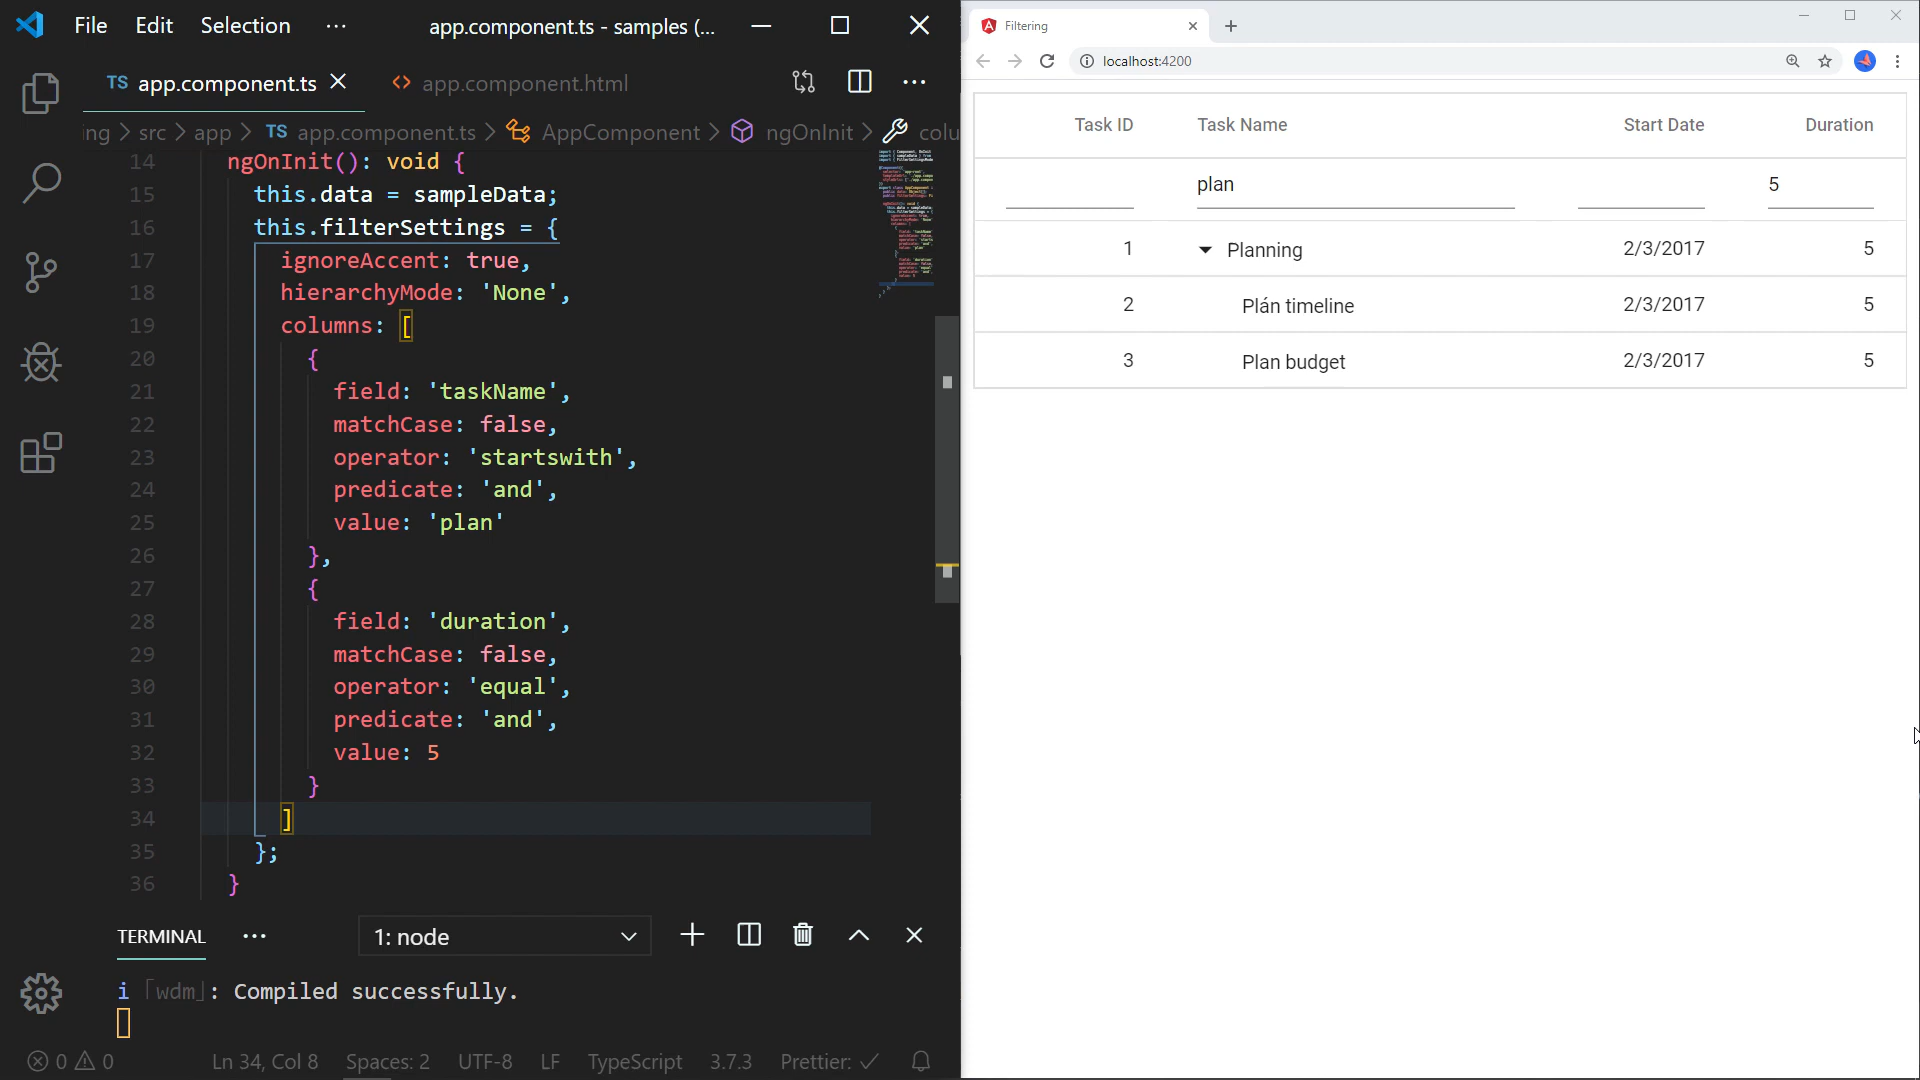 File Edit Selection ··· app.component.ts - samples (...
TS app.component.ts app.component.html
ing > src > app > TS app.component.ts > AppComponent > ngOnInit > colu
14 ngOnInit(): void {
15 this.data = sampleData;
16 this.filterSettings = {
17 ignoreAccent: true,
18 hierarchyMode: 'None',
19 columns: [
20 {
21 field: 'taskName',
22 matchCase: false,
23 operator: 'startswith',
24 predicate: 'and',
25 value: 'plan'
26 },
27 {
28 field: 'duration',
29 matchCase: false,
30 operator: 'equal',
31 predicate: 'and',
32 value: 5
33 }
34 ]
35 };
36 }
TERMINAL ··· 1: node
i ｢wdm｣: Compiled successfully.
0 0 Ln 34, Col 8 Spaces: 2 UTF-8 LF TypeScript 3.7.3 Prettier: ✓
Filtering
localhost:4200
Task ID Task Name Start Date Duration
plan 5
1 Planning 2/3/2017 5
2 Plán timeline 2/3/2017 5
3 Plan budget 2/3/2017 5